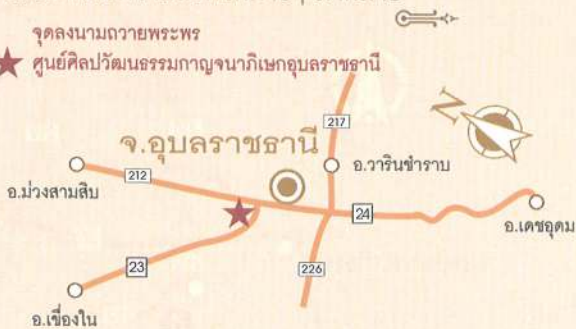 จุดลงนามถวายพระพร
ศูนย์ศิลปวัฒนธรรมกาญจนาภิเษกอุบลราชธานี
217
N
จ.อุบลราชธานี
อ.วารินชำราบ
212
อ.ม่วงสามสิบ
24
อ.เดชอุดม
23
226
อ.เขื่องใน